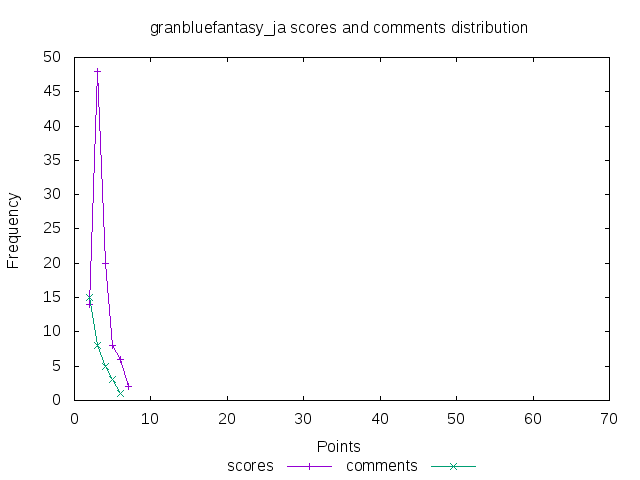 granbluefantasy_ja scores and comments distribution
50
45
40
35
30
25
20
15
10
5
0
Frequency
0 10 20 30 40 50 60 70
Points
scores comments